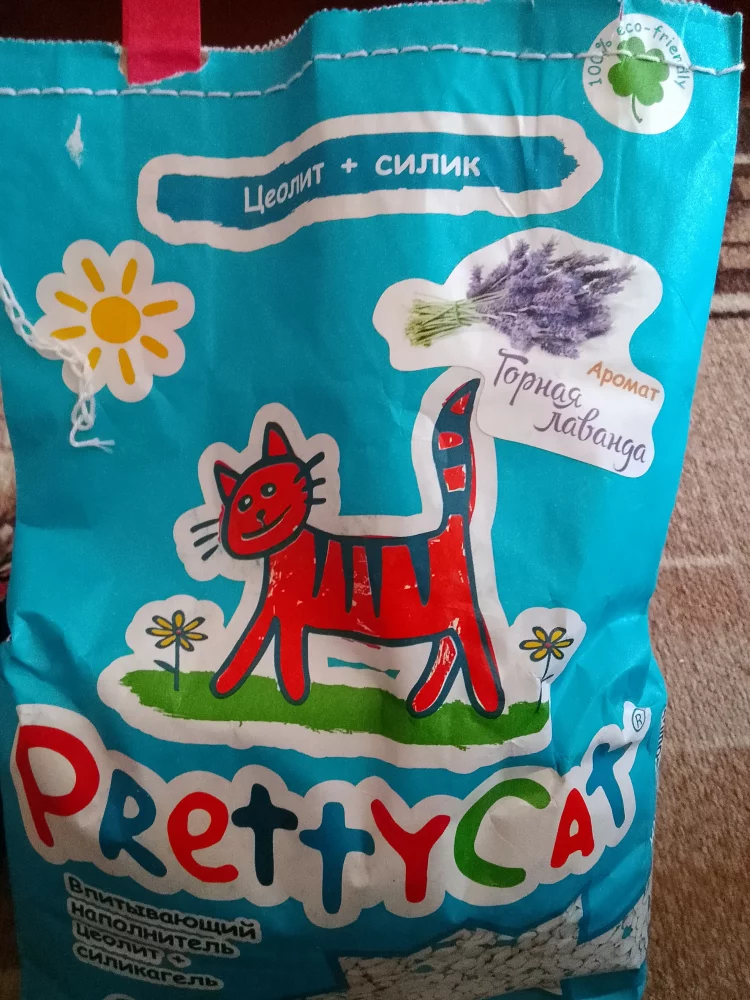 100% eco-friendly
Цеолит + силик
Аромат
Горная
лаванда
PRettyCAT®
Впитывающий
наполнитель
цеолит +
силикагель